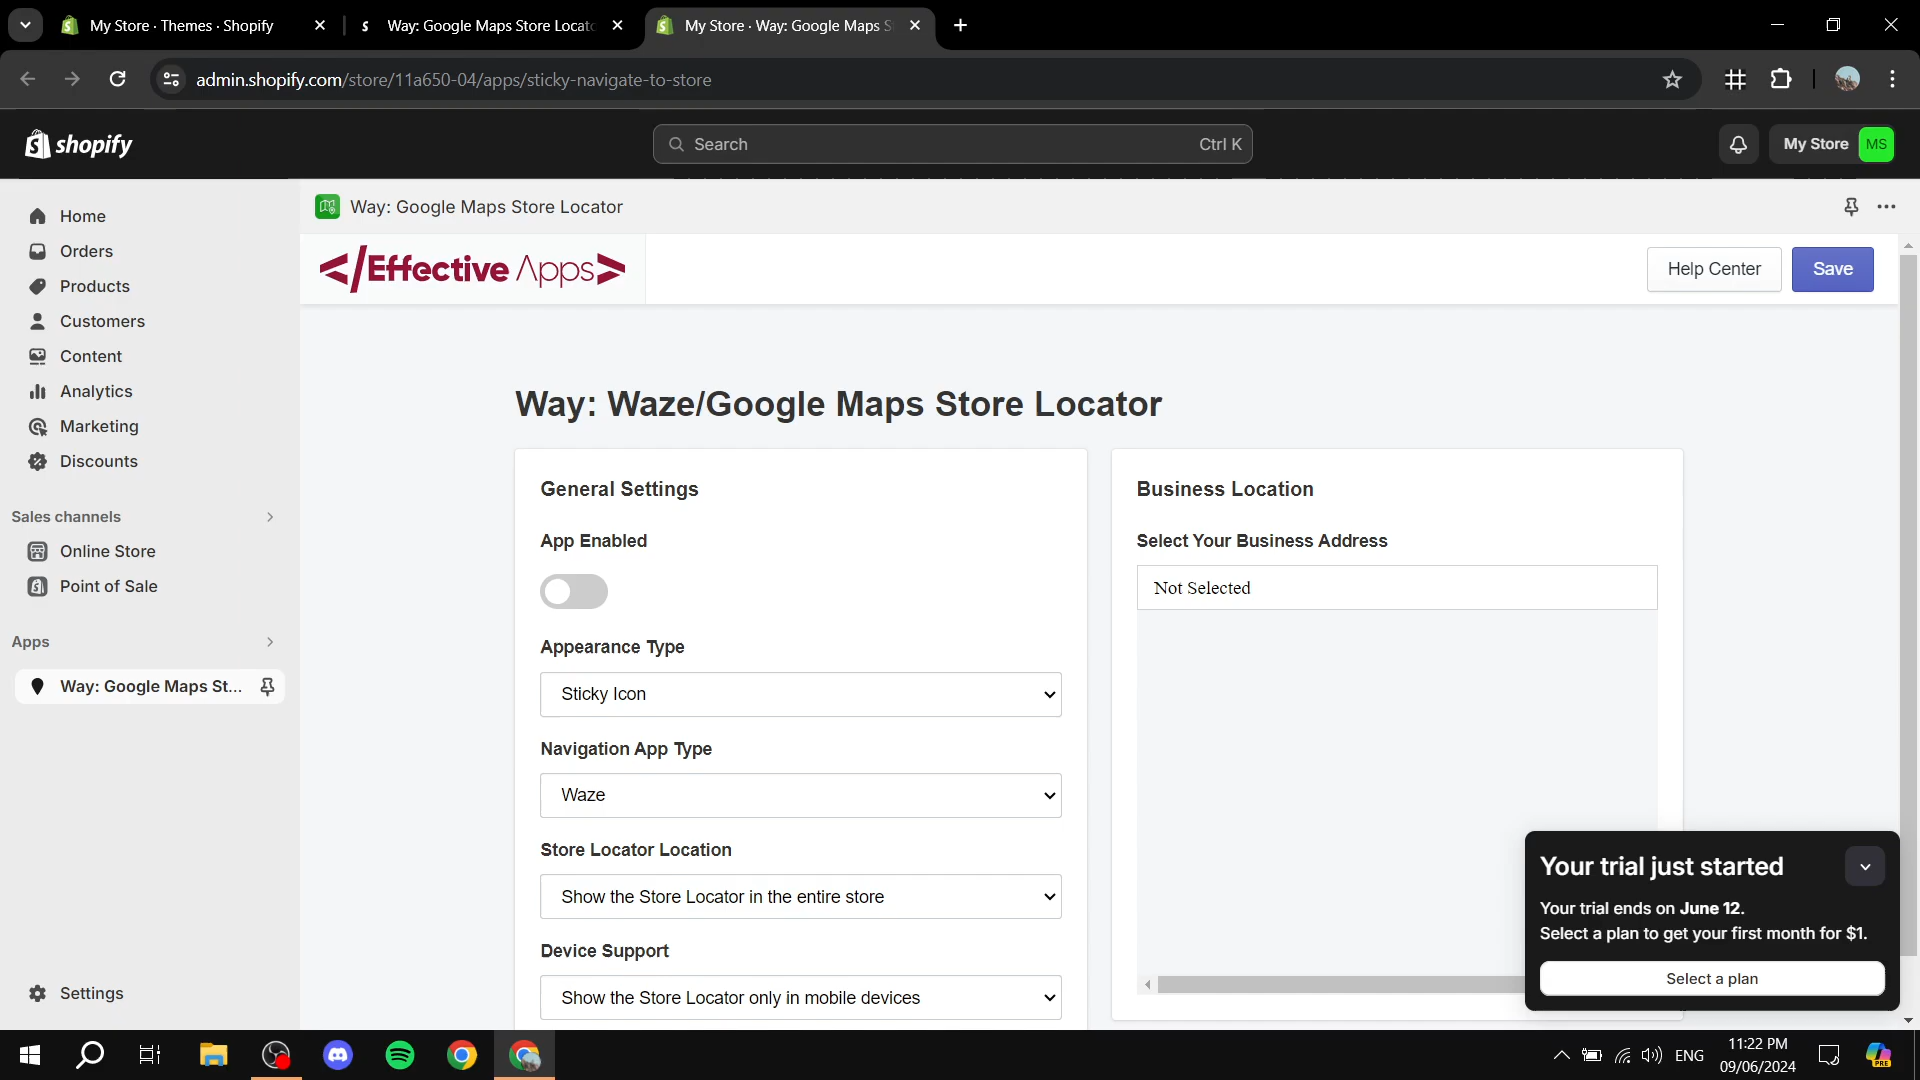 My Store · Themes · Shopify
Way: Google Maps Store Locato
My Store · Way: Google Maps S
admin.shopify.com/store/11a650-04/apps/sticky-navigate-to-store
shopify
Search
Ctrl K
My Store
MS
Home
Orders
Products
Customers
Content
Analytics
Marketing
Discounts
Sales channels
Online Store
Point of Sale
Apps
Way: Google Maps St...
Settings
Way: Google Maps Store Locator
</Effective Apps>
Help Center
Save
Way: Waze/Google Maps Store Locator
General Settings
App Enabled
Appearance Type
Sticky Icon
Navigation App Type
Waze
Store Locator Location
Show the Store Locator in the entire store
Device Support
Show the Store Locator only in mobile devices
Business Location
Select Your Business Address
Not Selected
Your trial just started
Your trial ends on June 12.
Select a plan to get your first month for $1.
Select a plan
ENG
11:22 PM
09/06/2024
PRE